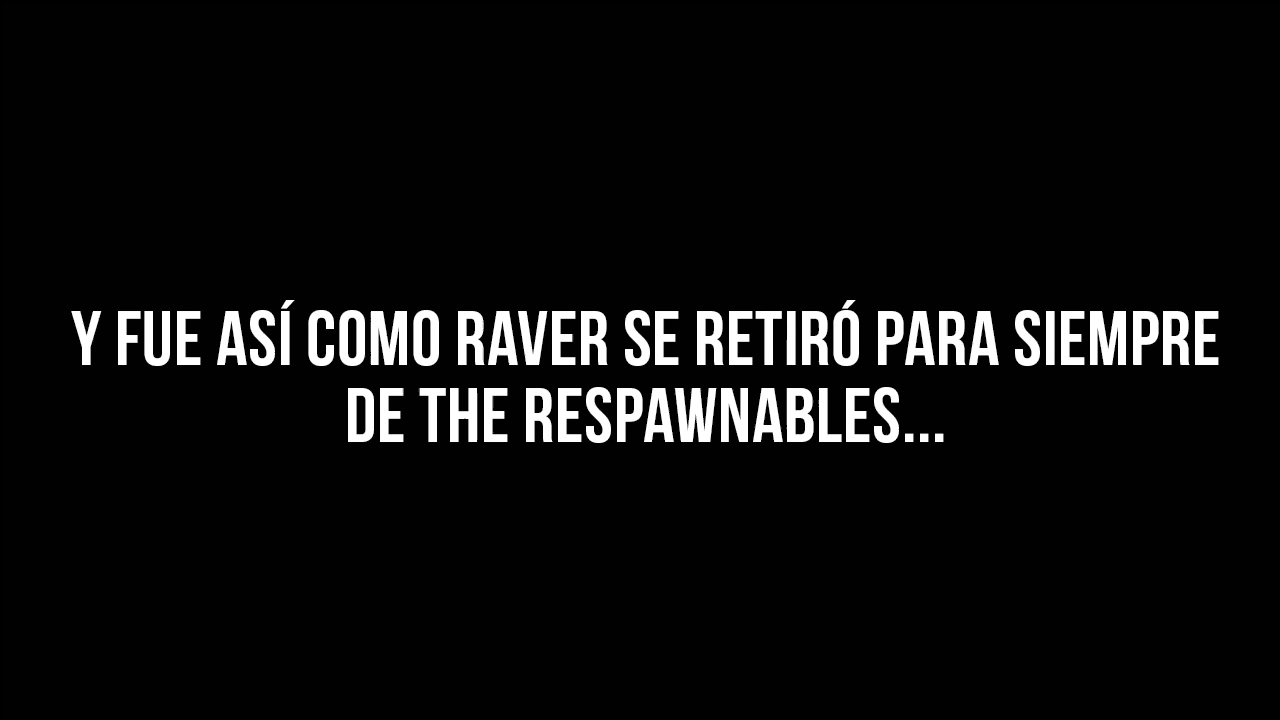 Y FUE ASÍ COMO RAVER SE RETIRÓ PARA SIEMPRE
DE THE RESPAWNABLES...